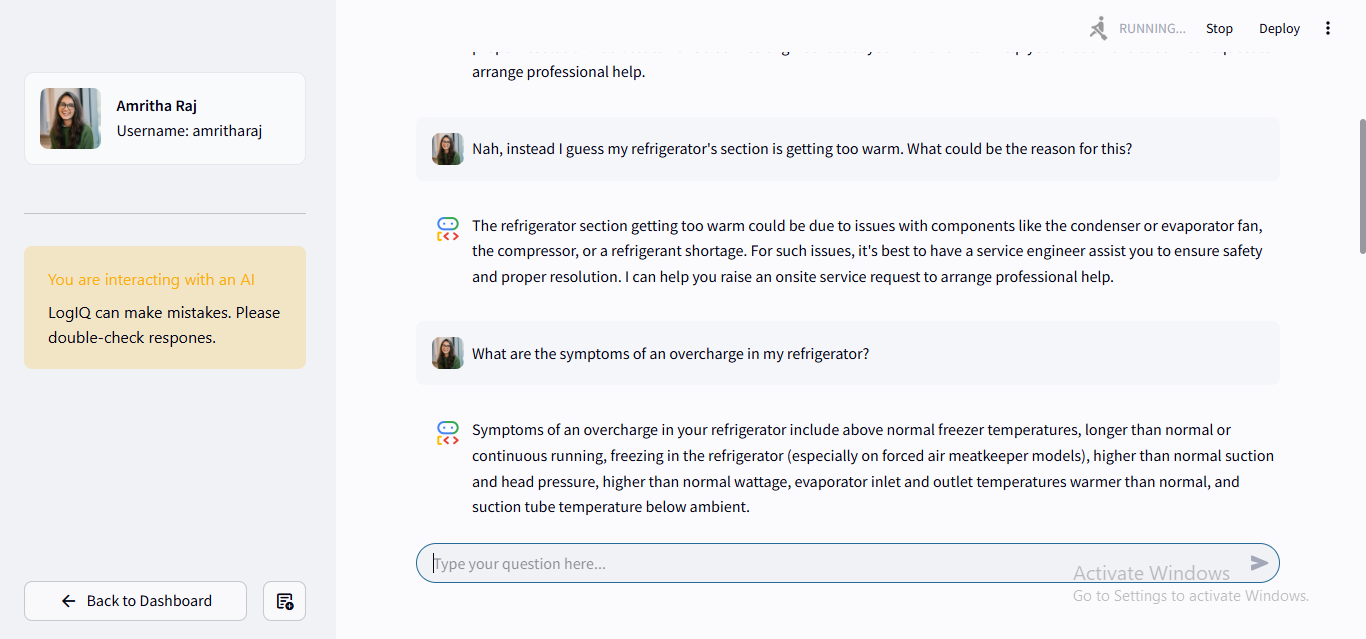 RUNNING...
Stop
Deploy
Amritha Raj
Username: amritharaj
You are interacting with an AI
LogIQ can make mistakes. Please
double-check respones.
Back to Dashboard
arrange professional help.
Nah, instead I guess my refrigerator's section is getting too warm. What could be the reason for this?
The refrigerator section getting too warm could be due to issues with components like the condenser or evaporator fan,
the compressor, or a refrigerant shortage. For such issues, it's best to have a service engineer assist you to ensure safety
and proper resolution. I can help you raise an onsite service request to arrange professional help.
What are the symptoms of an overcharge in my refrigerator?
Symptoms of an overcharge in your refrigerator include above normal freezer temperatures, longer than normal or
continuous running, freezing in the refrigerator (especially on forced air meatkeeper models), higher than normal suction
and head pressure, higher than normal wattage, evaporator inlet and outlet temperatures warmer than normal, and
suction tube temperature below ambient.
Type your question here...
Activate Windows
Go to Settings to activate Windows.